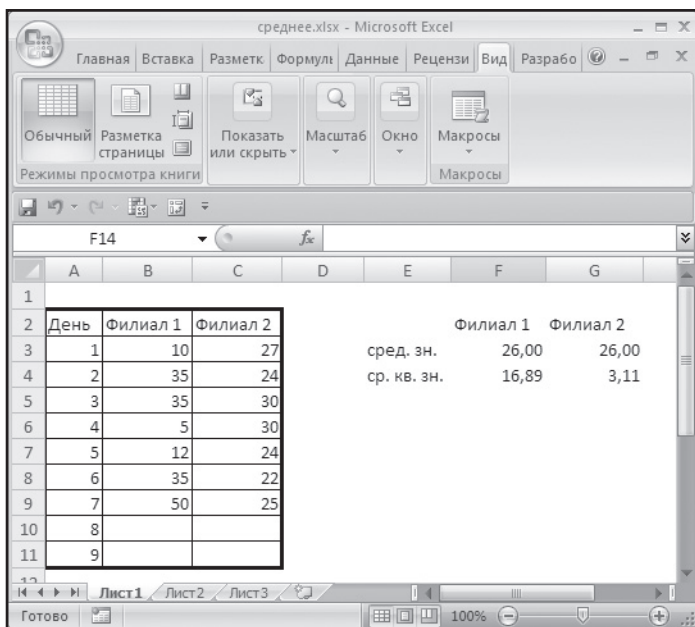 среднее.xlsx - Microsoft Excel
Главная Вставка Разметк Формулы Данные Рецензи Вид Разрабо
Обычный Разметка страницы Показать или скрыть Масштаб Окно Макросы
Режимы просмотра книги Макросы
F14 fx
A B C D E F G
1
2 День Филиал 1 Филиал 2 Филиал 1 Филиал 2
3 1 10 27 сред. зн. 26,00 26,00
4 2 35 24 ср. кв. зн. 16,89 3,11
5 3 35 30
6 4 5 30
7 5 12 24
8 6 35 22
9 7 50 25
10 8
11 9
Лист1 Лист2 Лист3
Готово 100%